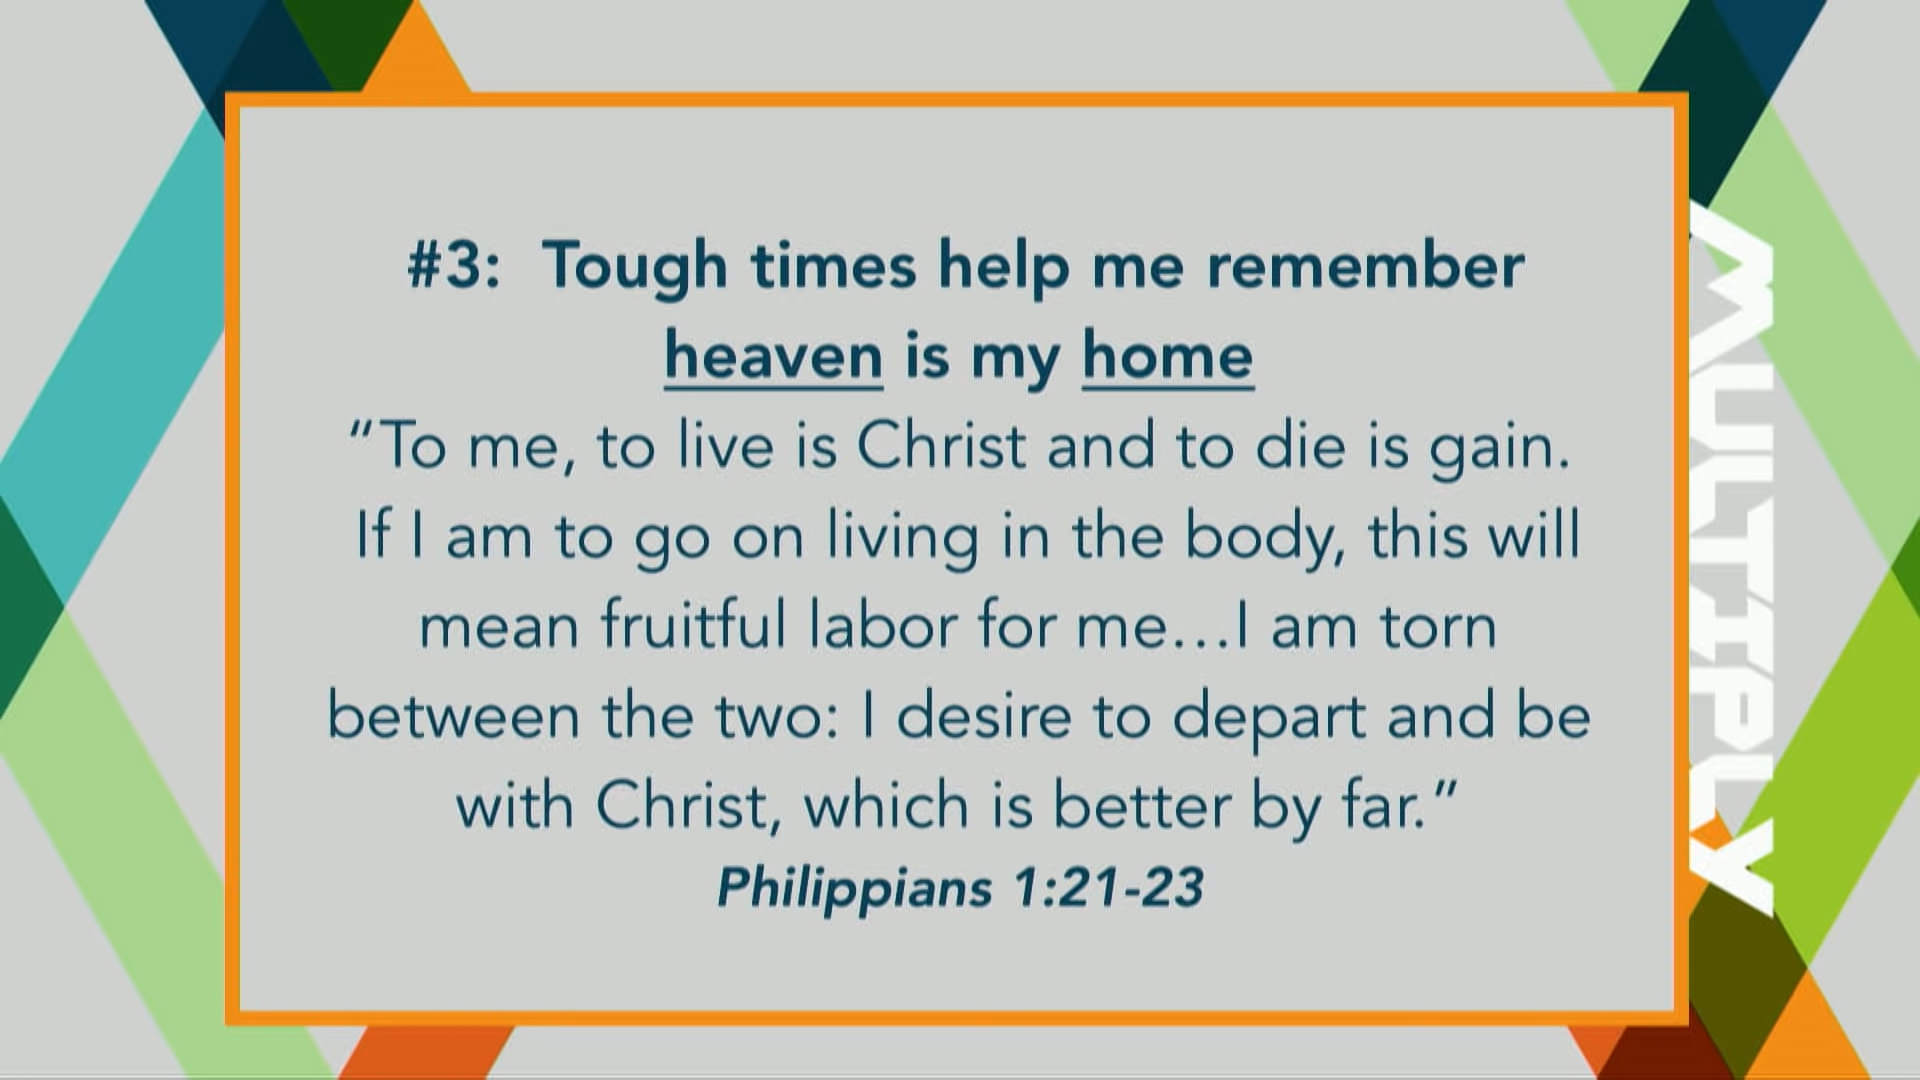 #3: Tough times help me remember
heaven is my home
“To me, to live is Christ and to die is gain.
If I am to go on living in the body, this will
mean fruitful labor for me…I am torn
between the two: I desire to depart and be
with Christ, which is better by far.”
Philippians 1:21-23
MULTIPLY